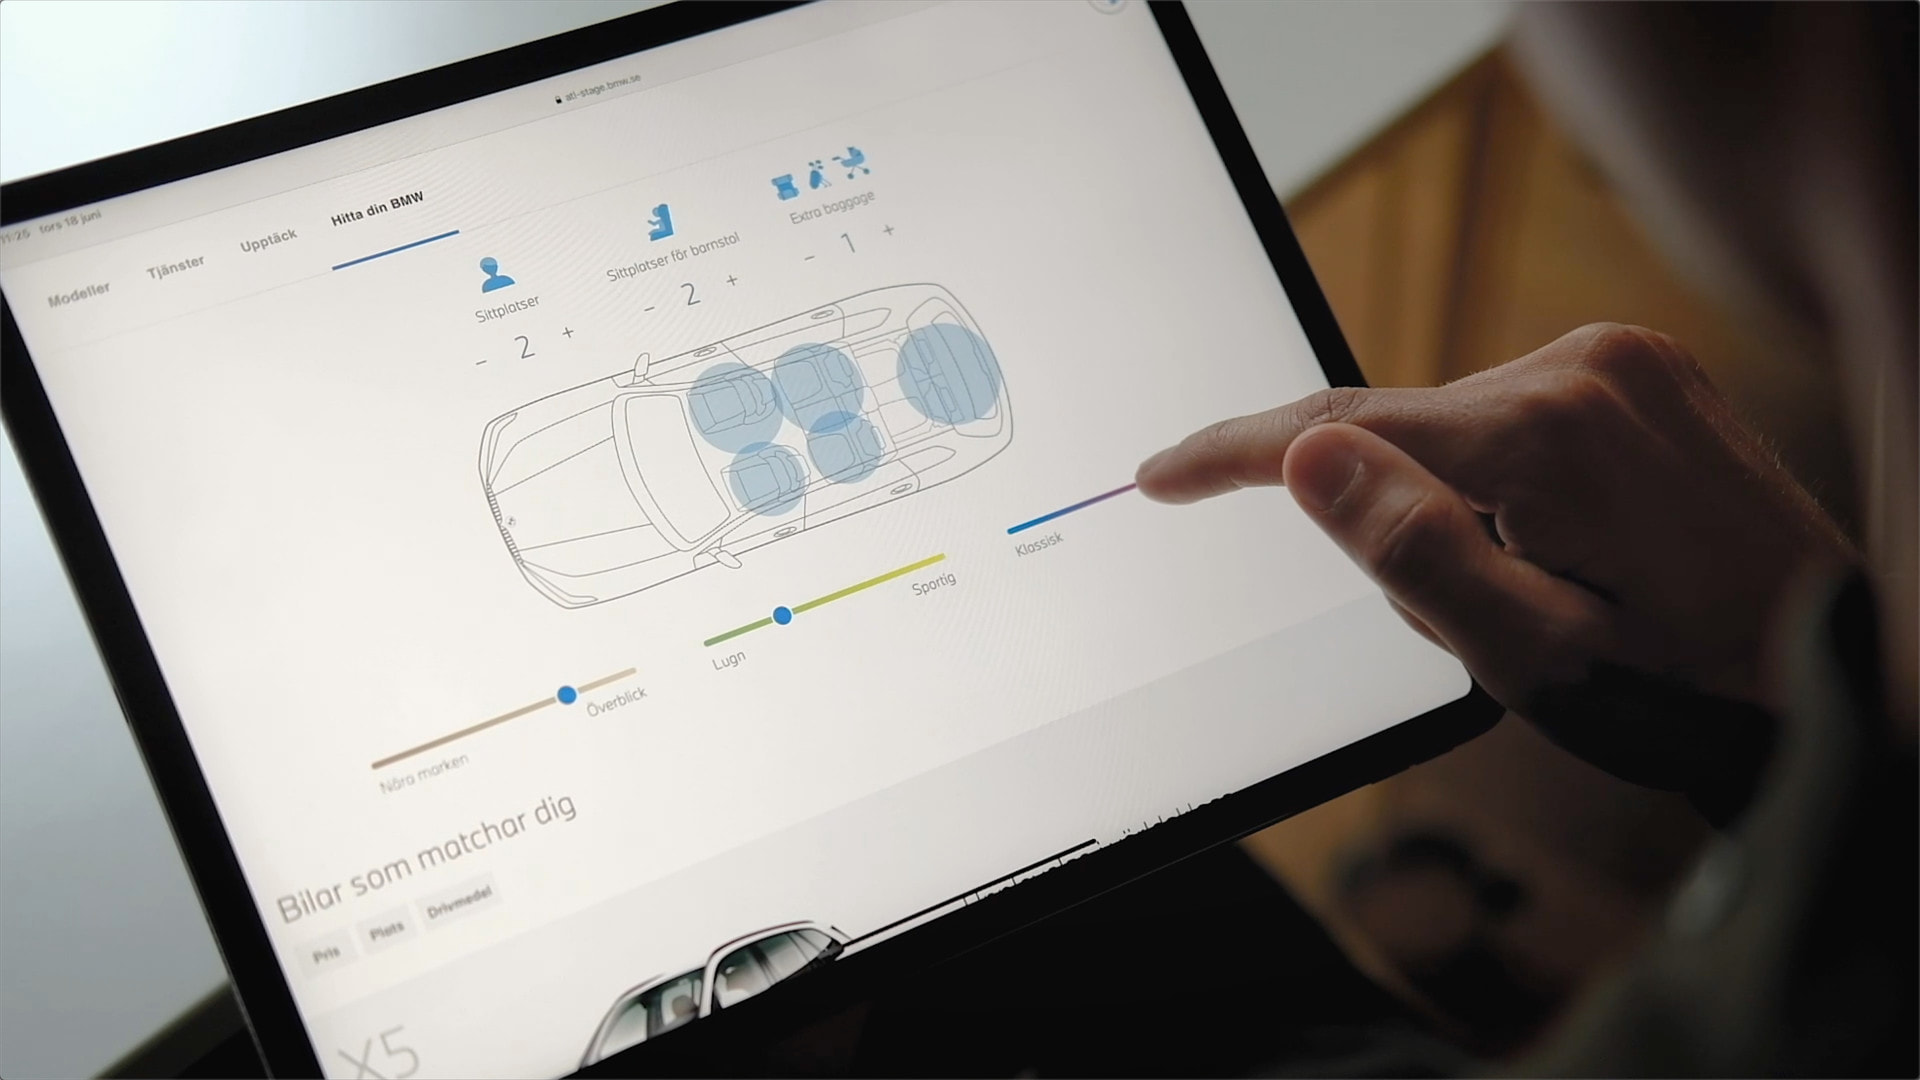 atl-stage.bmw.se
11:25 tors 18 juni
Modeller
Tjänster
Upptäck
Hitta din BMW
Sittplatser
- 2 +
Sittplatser för barnstol
- 2 +
Extra baggage
- 1 +
Nära marken
Överblick
Lugn
Sportig
Klassisk
Bilar som matchar dig
Pris
Plats
Drivmedel
X5